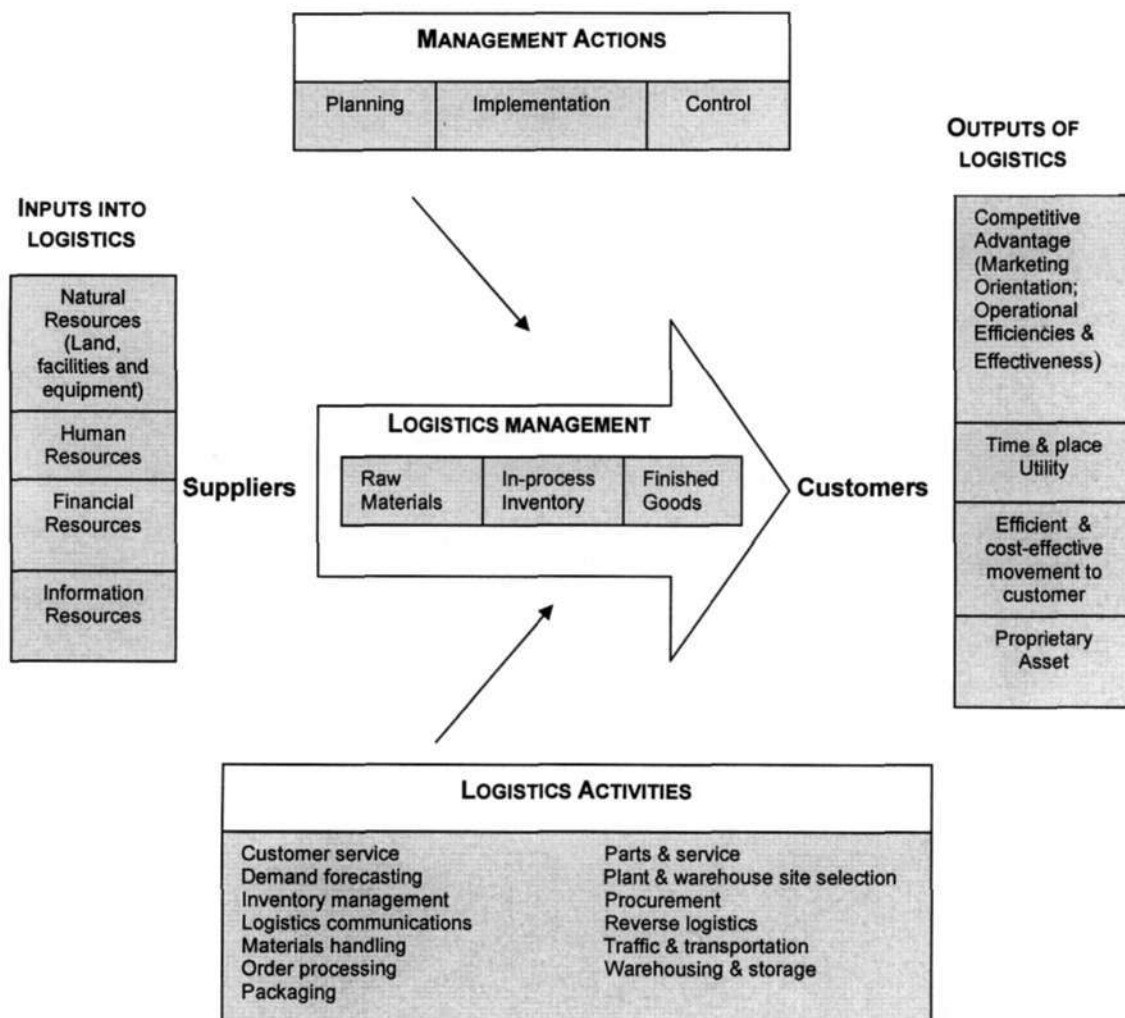 MANAGEMENT ACTIONS
Planning
Implementation
Control
OUTPUTS OF
LOGISTICS
INPUTS INTO
LOGISTICS
Natural
Resources
(Land,
facilities and
equipment)
Human
Resources
Financial
Resources
Information
Resources
Suppliers
LOGISTICS MANAGEMENT
Raw
Materials
In-process
Inventory
Finished
Goods
Customers
Competitive
Advantage
(Marketing
Orientation;
Operational
Efficiencies &
Effectiveness)
Time & place
Utility
Efficient &
cost-effective
movement to
customer
Proprietary
Asset
LOGISTICS ACTIVITIES
Customer service
Demand forecasting
Inventory management
Logistics communications
Materials handling
Order processing
Packaging
Parts & service
Plant & warehouse site selection
Procurement
Reverse logistics
Traffic & transportation
Warehousing & storage